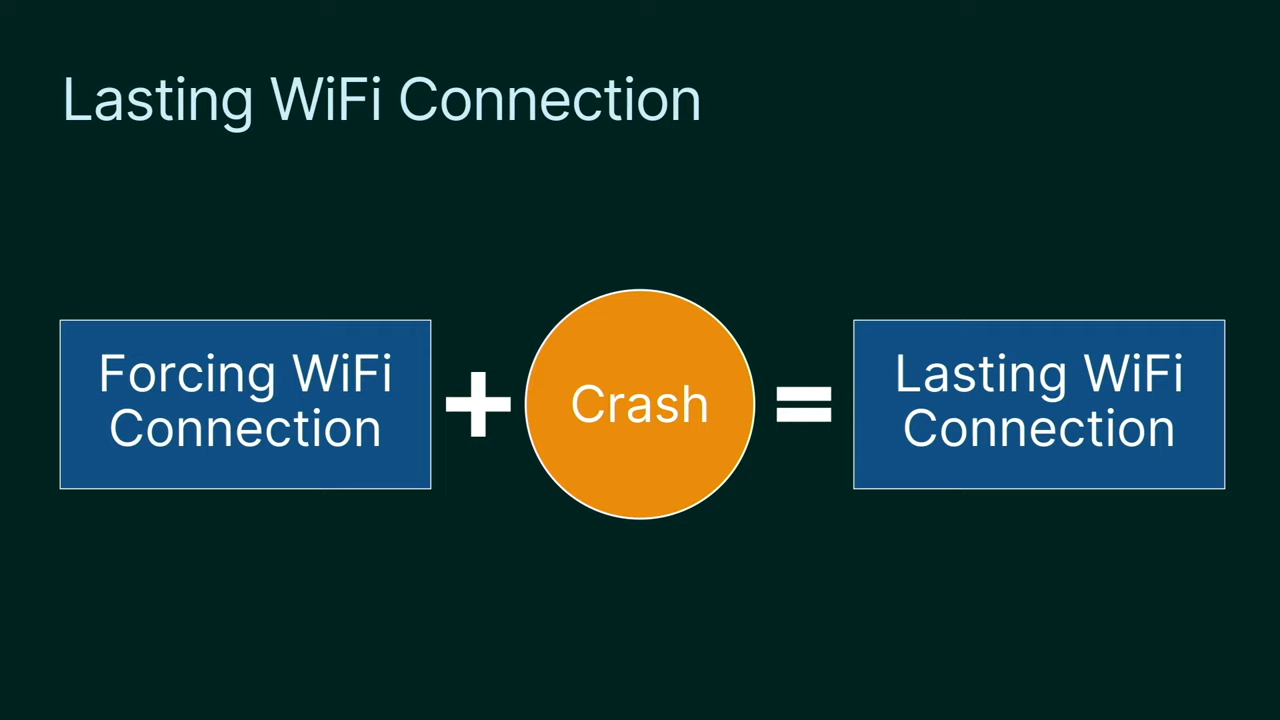 Lasting WiFi Connection
Forcing WiFi
Connection
+
Crash
=
Lasting WiFi
Connection